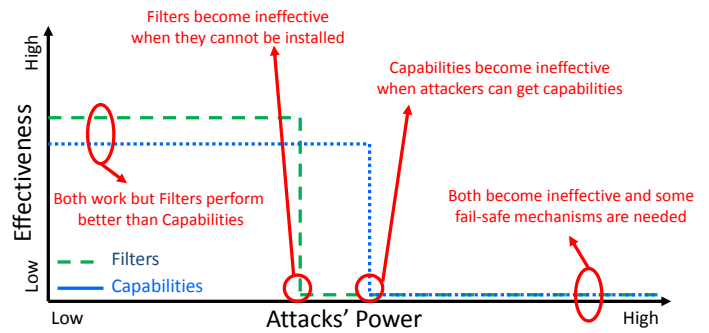 Filters become ineffective
when they cannot be installed
Capabilities become ineffective
when attackers can get capabilities
High
Effectiveness
Low
Both work but Filters perform
better than Capabilities
Both become ineffective and some
fail-safe mechanisms are needed
Filters
Capabilities
Low
Attacks' Power
High